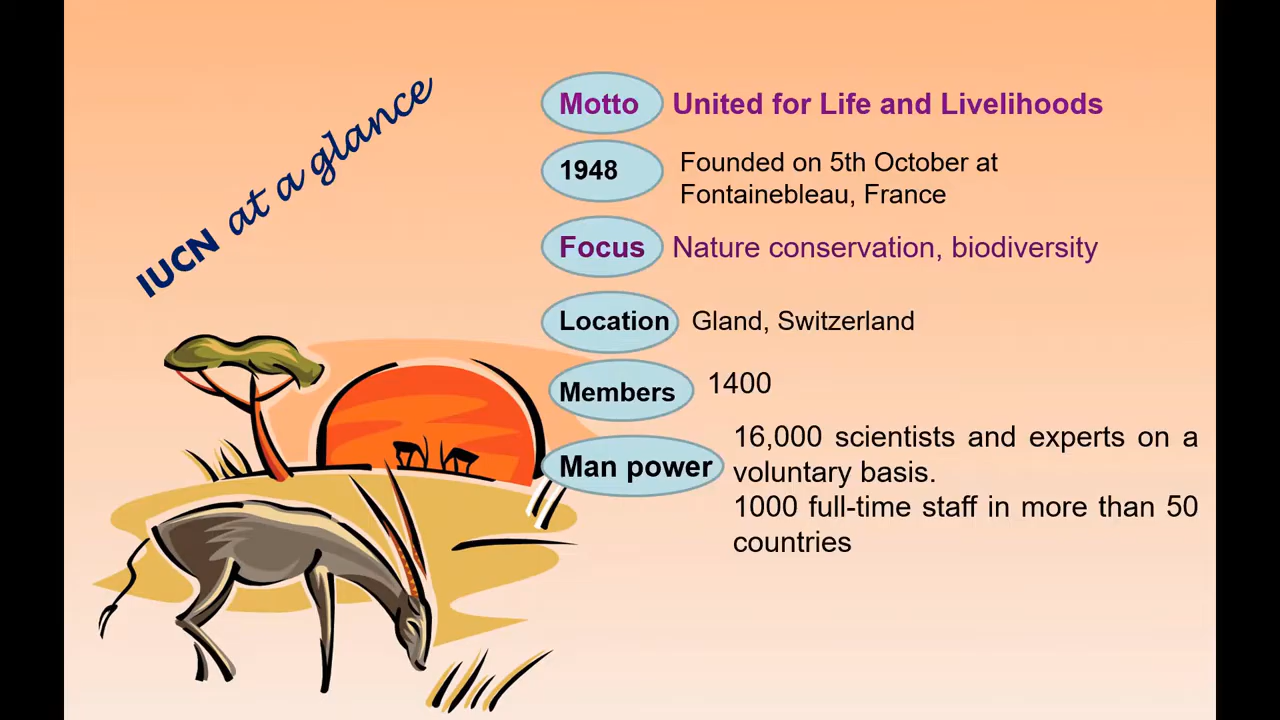 IUCN at a glance
Motto United for Life and Livelihoods
1948 Founded on 5th October at
Fontainebleau, France
Focus Nature conservation, biodiversity
Location Gland, Switzerland
Members 1400
Man power 16,000 scientists and experts on a
voluntary basis.
1000 full-time staff in more than 50
countries